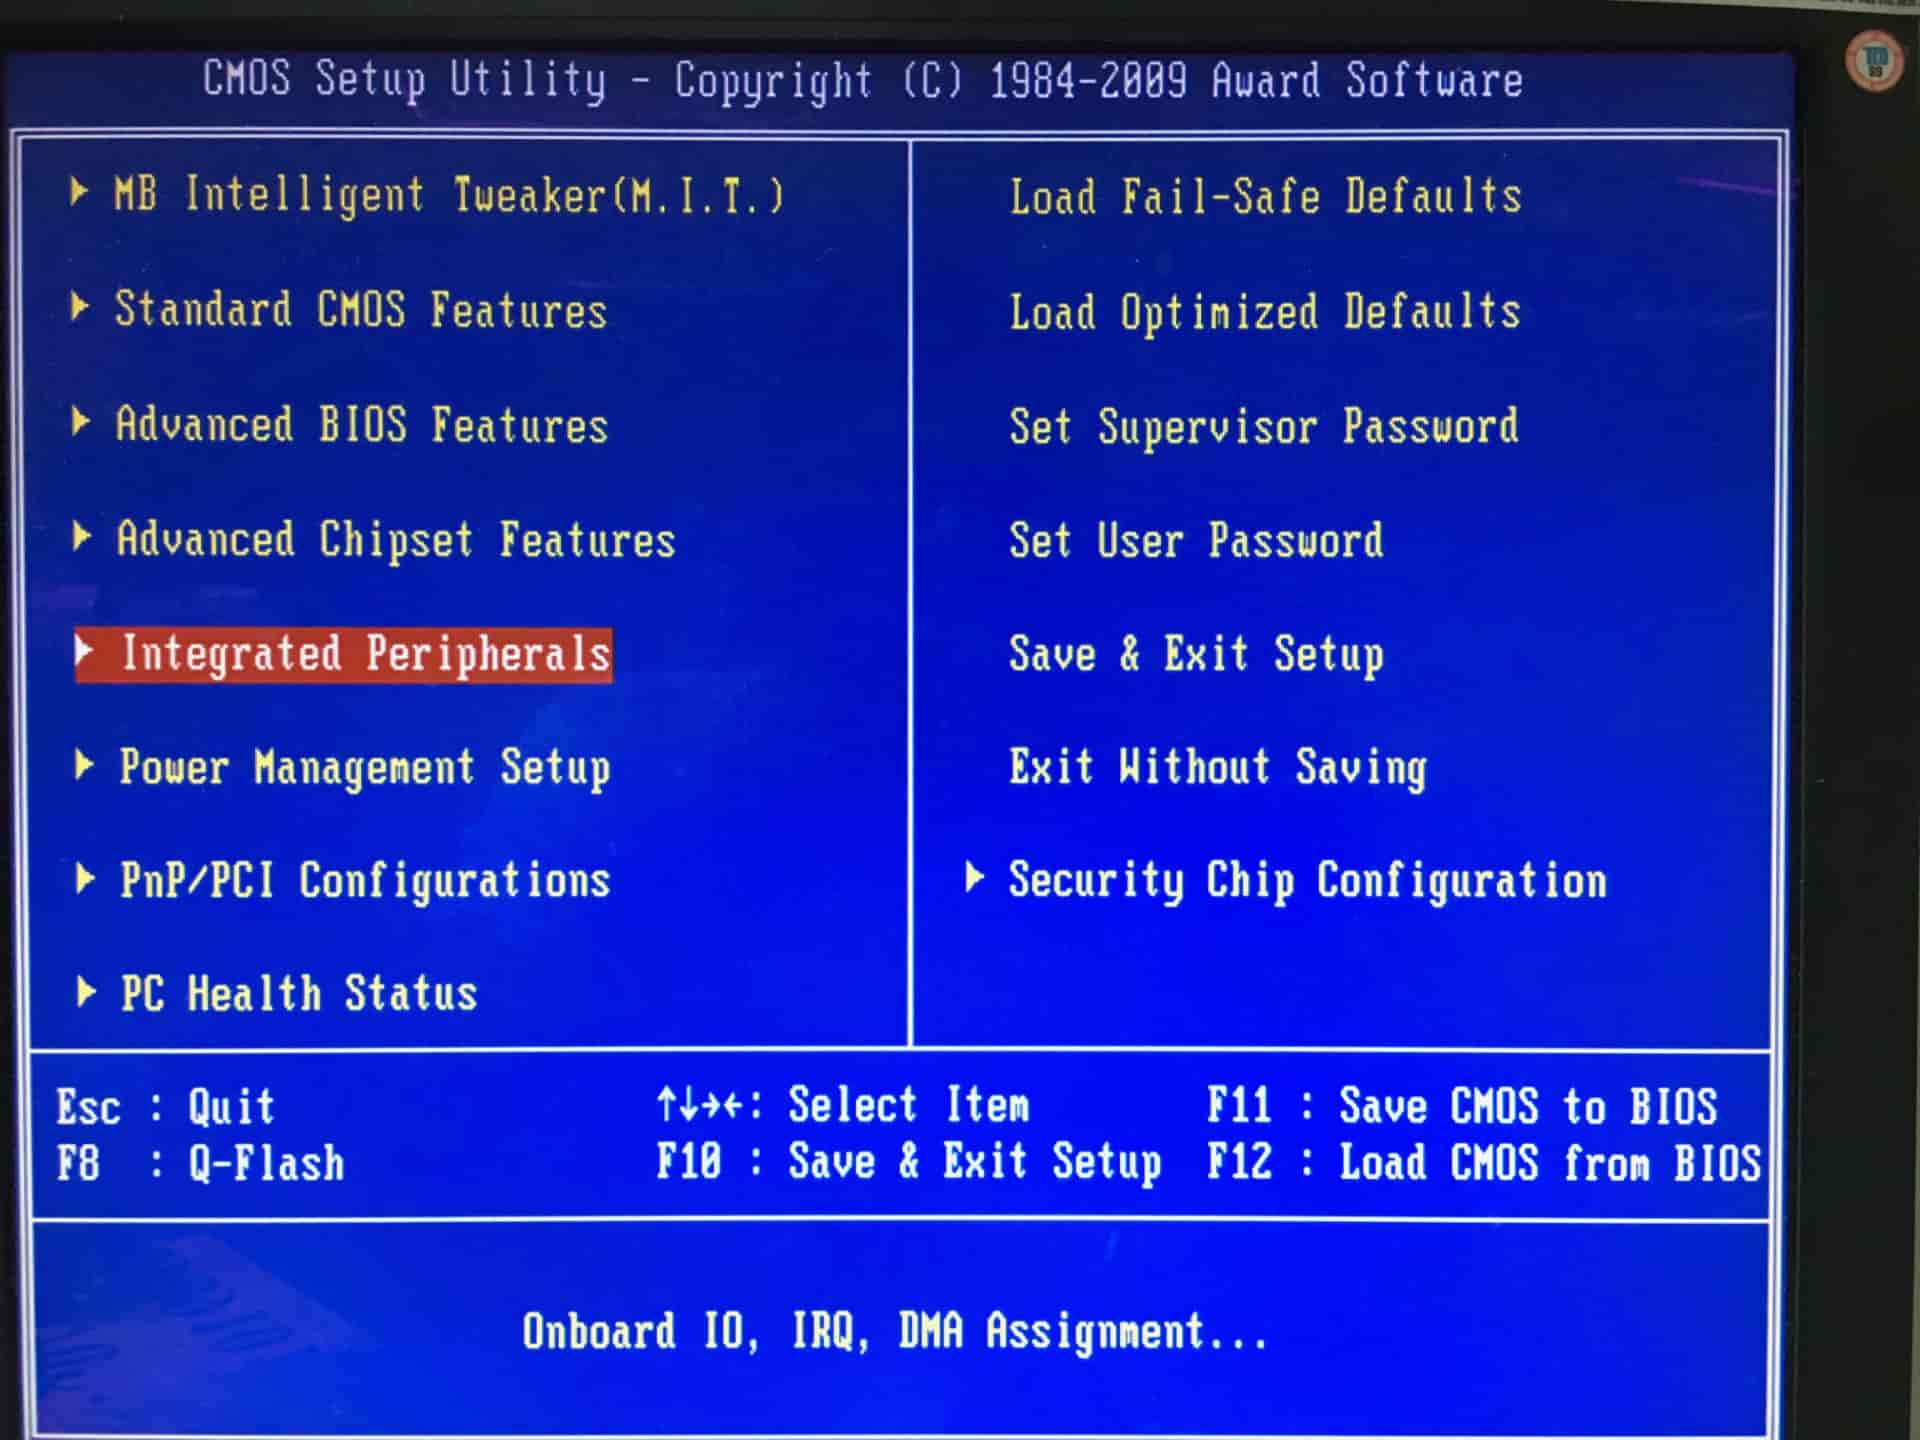 CMOS Setup Utility - Copyright (C) 1984-2009 Award Software
▶ MB Intelligent Tweaker(M.I.T.)
▶ Standard CMOS Features
▶ Advanced BIOS Features
▶ Advanced Chipset Features
▶ Integrated Peripherals
▶ Power Management Setup
▶ PnP/PCI Configurations
▶ PC Health Status
Load Fail-Safe Defaults
Load Optimized Defaults
Set Supervisor Password
Set User Password
Save & Exit Setup
Exit Without Saving
▶ Security Chip Configuration
Esc : Quit
F8 : Q-Flash
↑↓→←: Select Item
F10 : Save & Exit Setup
F11 : Save CMOS to BIOS
F12 : Load CMOS from BIOS
Onboard IO, IRQ, DMA Assignment...